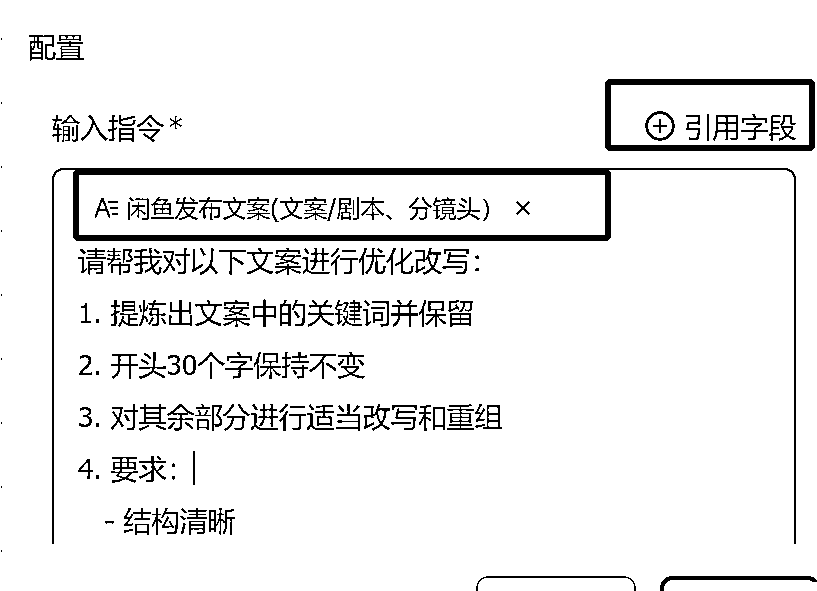 配置
输入指令*
引用字段
A 闲鱼发布文案(文案/剧本、分镜头) ×
请帮我对以下文案进行优化改写：
1. 提炼出文案中的关键词并保留
2. 开头30个字保持不变
3. 对其余部分进行适当改写和重组
4. 要求：
- 结构清晰